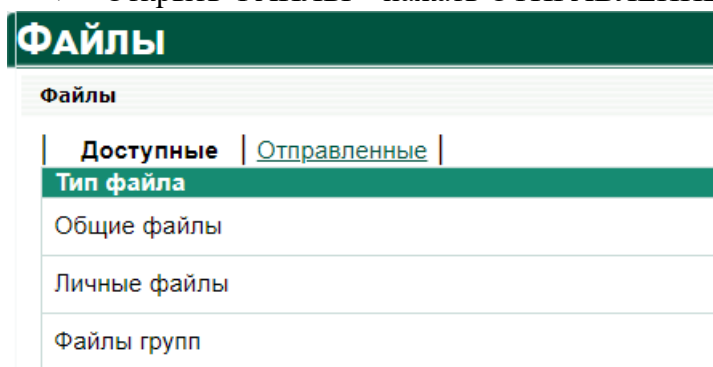 Файлы
Файлы
Доступные Отправленные
Тип файла
Общие файлы
Личные файлы
Файлы групп